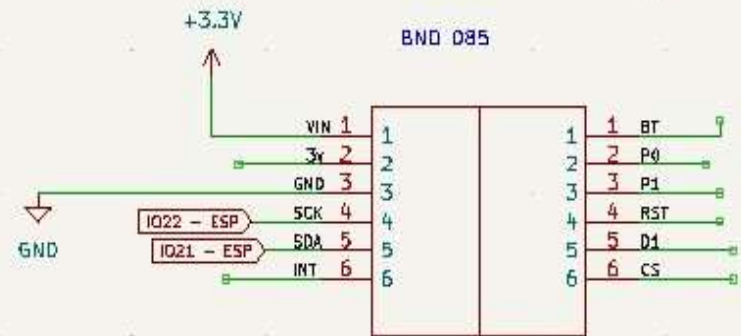 +3.3V
BNO 085
VIN 1 1 1 1 BT
3v 2 2 2 2 P0
GND 3 3 3 3 P1
SCK 4 4 4 4 RST
IO22 - ESP
SDA 5 5 5 5 D1
IO21 - ESP
INT 6 6 6 6 CS
GND